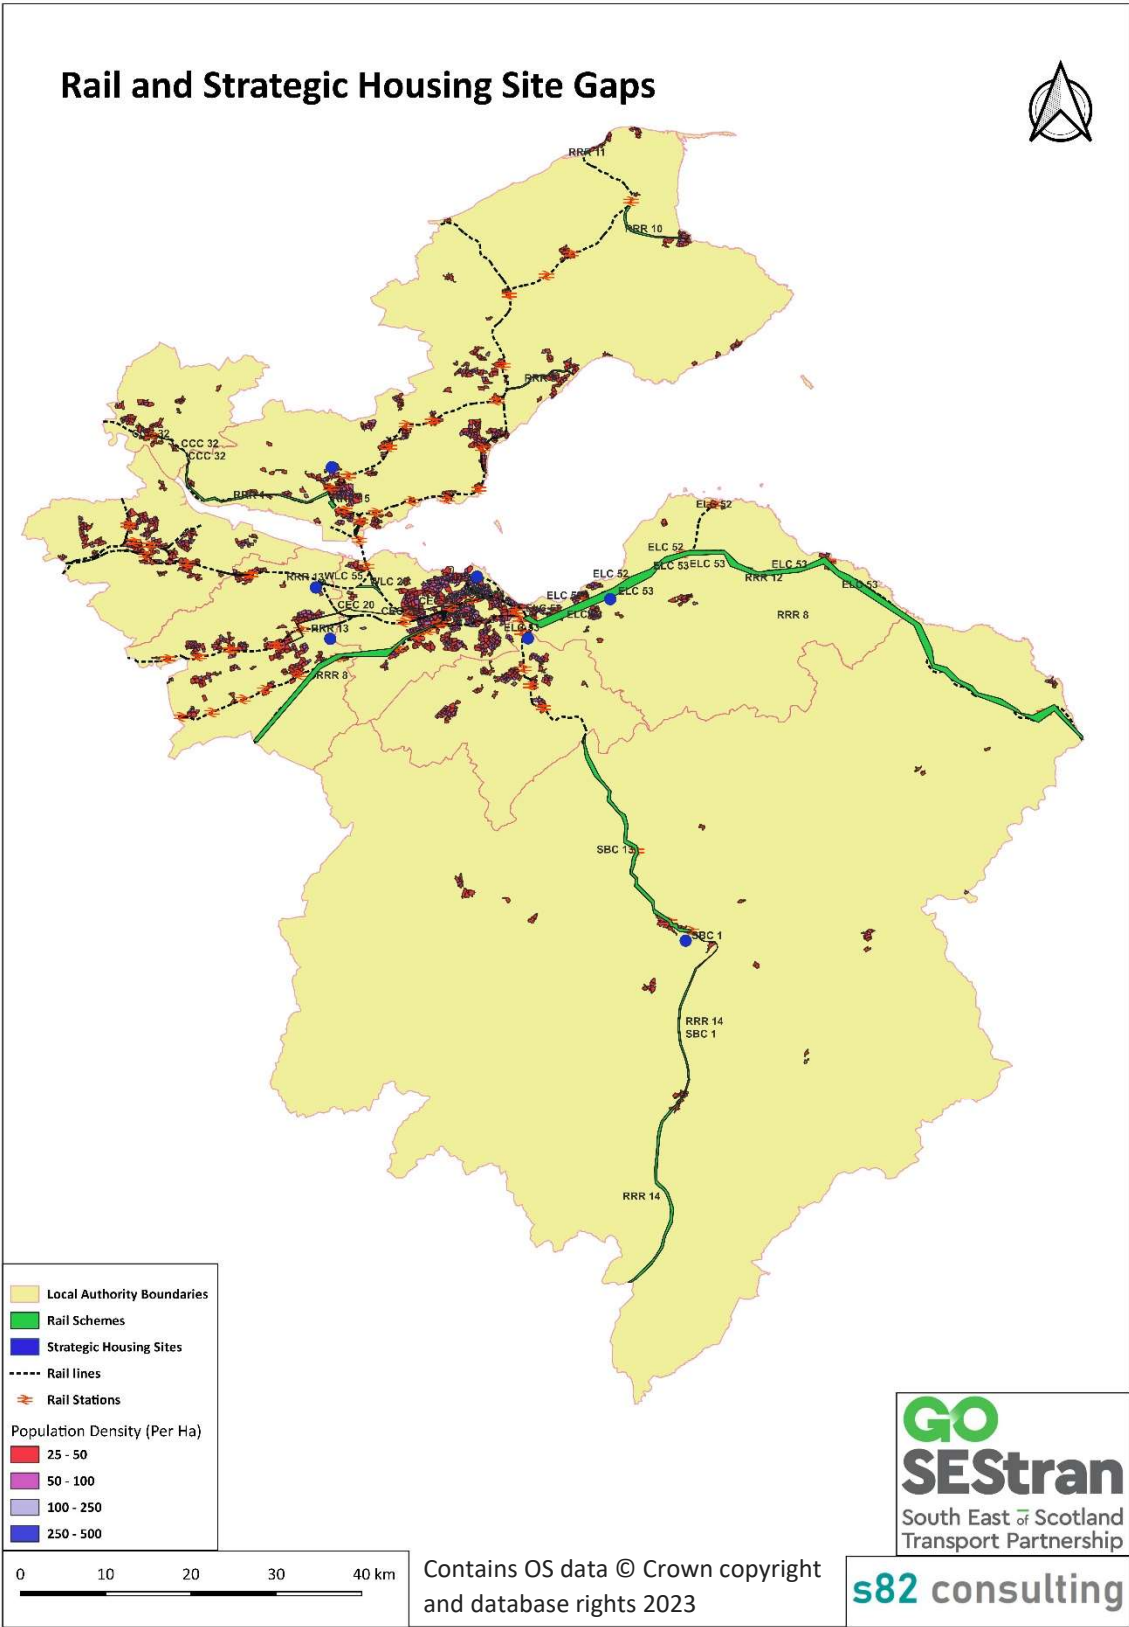 Rail and Strategic Housing Site Gaps
RRR 11
RRR 10
CCC 32
CCC 32
ELC 52
ELC 52
ELC 53
ELC 53
ELC 53
RRR 12
ELC 53
ELC 52
ELC 53
RRR 8
RRR 13
WLC 55
CEC 20
RRR 13
RRR 8
SBC 13
SBC 1
RRR 14
SBC 1
RRR 14
Local Authority Boundaries
Rail Schemes
Strategic Housing Sites
Rail lines
Rail Stations
Population Density (Per Ha)
25 - 50
50 - 100
100 - 250
250 - 500
0 10 20 30 40 km
Contains OS data © Crown copyright
and database rights 2023
GO
SEStran
South East of Scotland
Transport Partnership
s82 consulting